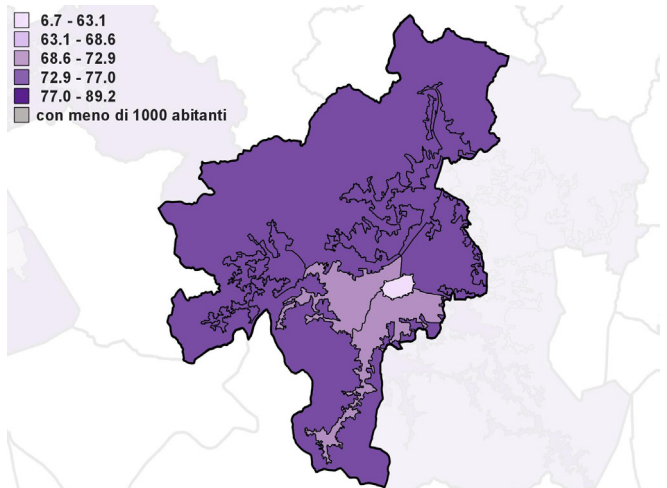 6.7 - 63.1
63.1 - 68.6
68.6 - 72.9
72.9 - 77.0
77.0 - 89.2
con meno di 1000 abitanti